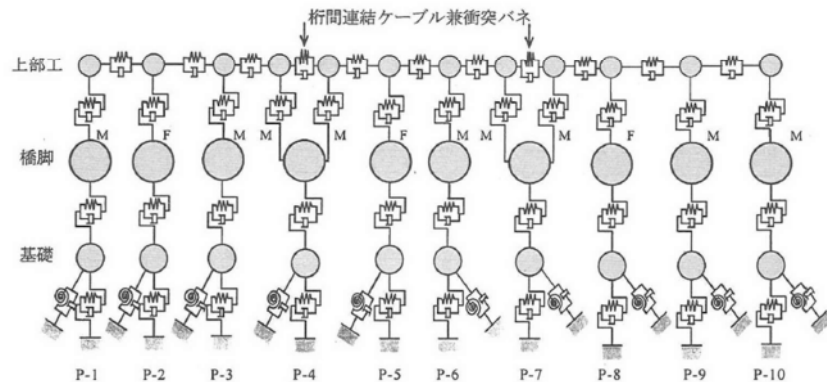 桁間連結ケーブル兼衝突バネ
上部工
M F M M M F M M M F M M
橋脚
基礎
P-1 P-2 P-3 P-4 P-5 P-6 P-7 P-8 P-9 P-10